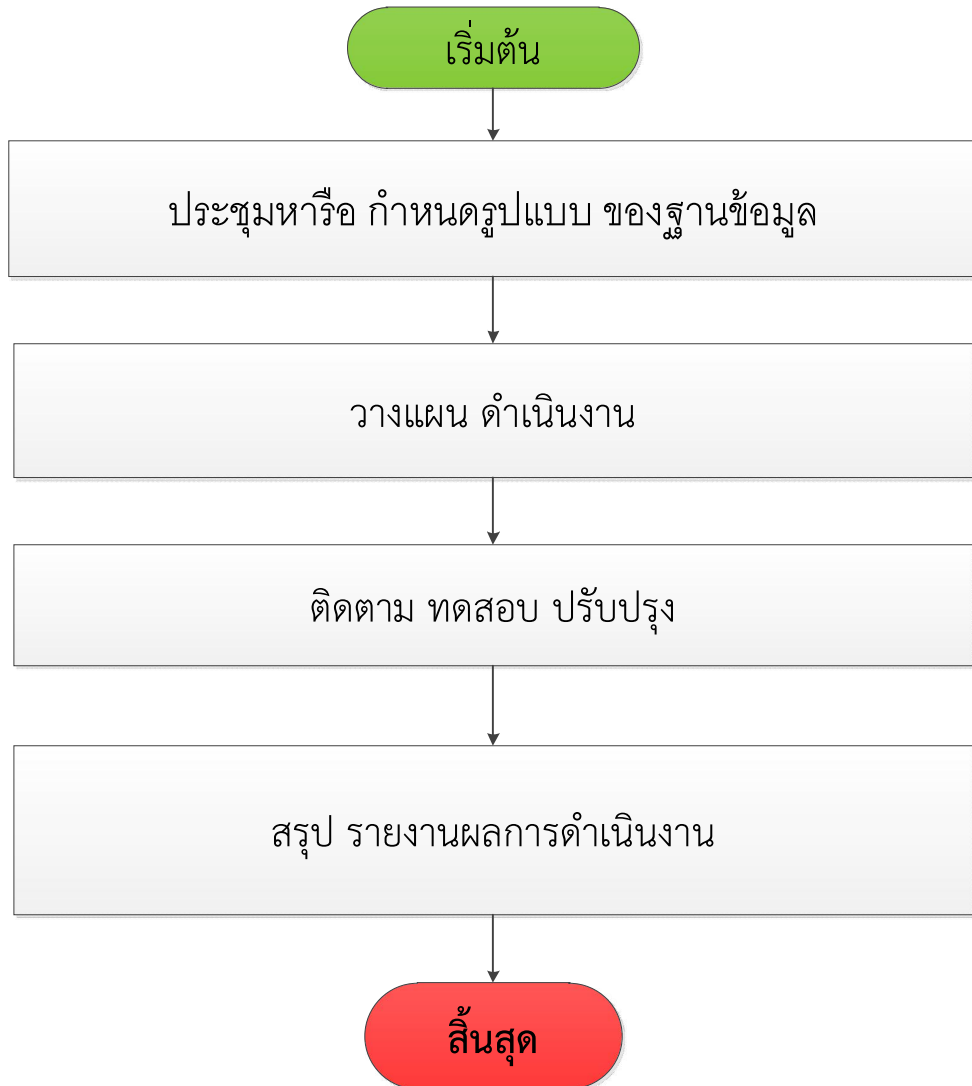 เริ่มต้น
ประชุมหารือ กำหนดรูปแบบ ของฐานข้อมูล
วางแผน ดำเนินงาน
ติดตาม ทดสอบ ปรับปรุง
สรุป รายงานผลการดำเนินงาน
สิ้นสุด